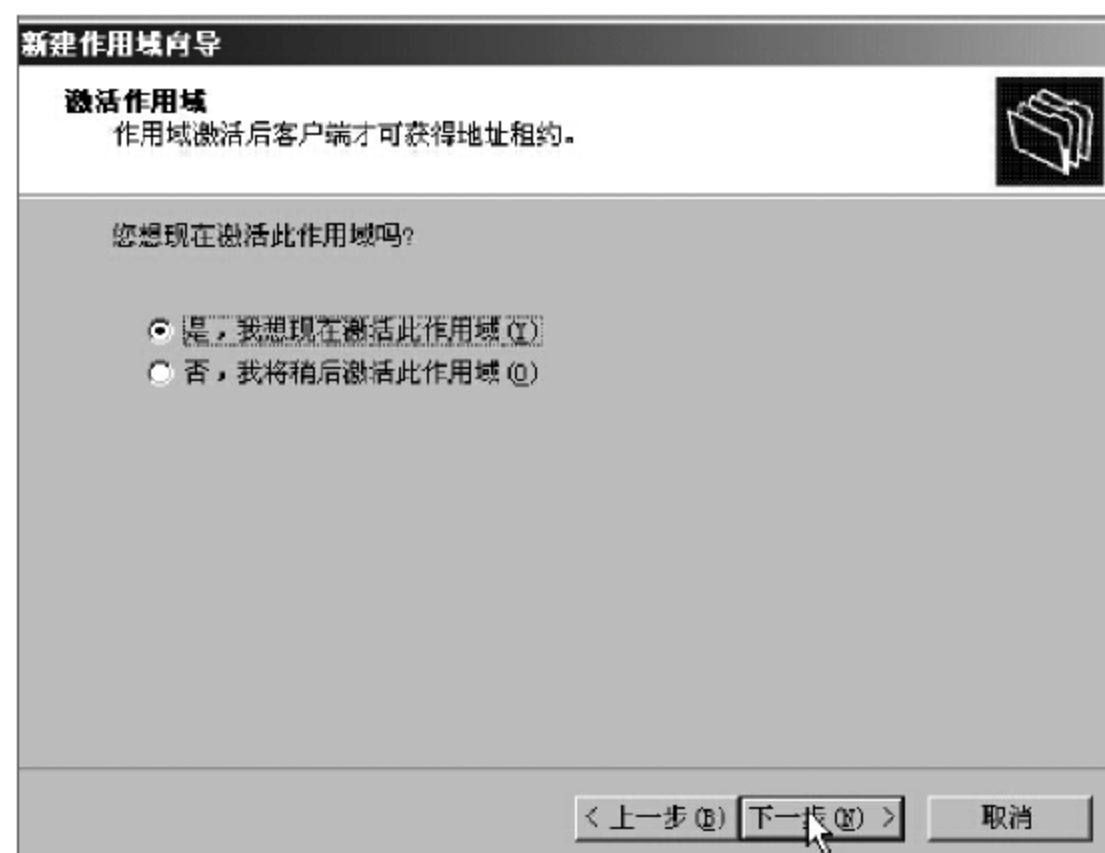 新建作用域向导
激活作用域
作用域激活后客户端才可获得地址租约。
您想现在激活此作用域吗?
是，我想现在激活此作用域(Y)
否，我将稍后激活此作用域(O)
< 上一步(B) 下一步(N) > 取消